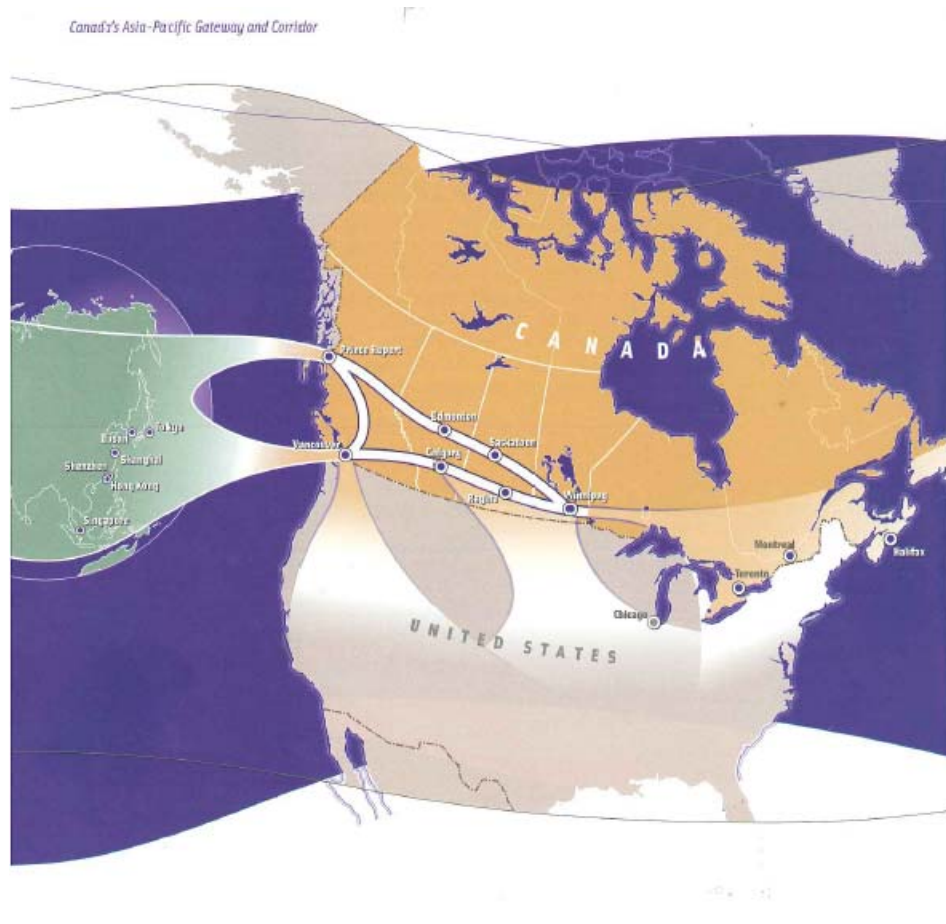 Canada's Asia-Pacific Gateway and Corridor
CANADA
Prince Rupert
Edmonton
Saskatoon
Vancouver
Calgary
Regina
Winnipeg
Busan
Tokyo
Shanghai
Shenzhen
Hong Kong
Singapore
Montreal
Halifax
Toronto
Chicago
UNITED STATES